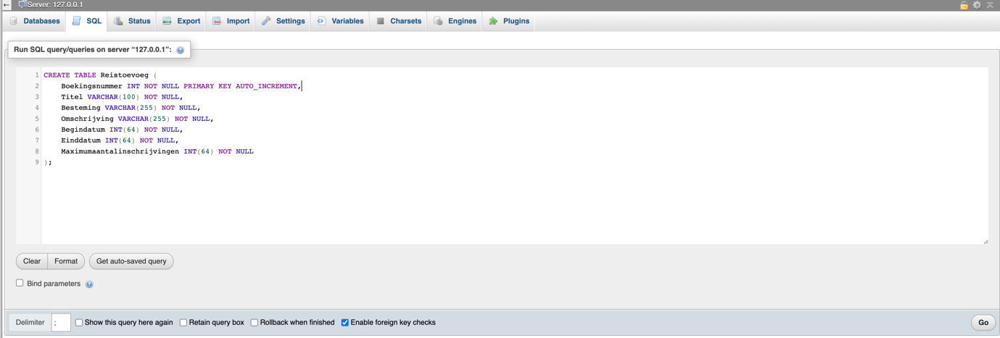 Server: 127.0.0.1
Databases SQL Status Export Import Settings Variables Charsets Engines Plugins
Run SQL query/queries on server “127.0.0.1”:
1 CREATE TABLE Reistoevoeg (
2 Boekingsnummer INT NOT NULL PRIMARY KEY AUTO_INCREMENT,
3 Titel VARCHAR(100) NOT NULL,
4 Besteming VARCHAR(255) NOT NULL,
5 Omschrijving VARCHAR(255) NOT NULL,
6 Begindatum INT(64) NOT NULL,
7 Einddatum INT(64) NOT NULL,
8 Maximumaantalinschrijvingen INT(64) NOT NULL
9 );
Clear Format Get auto-saved query
Bind parameters
Delimiter ; Show this query here again Retain query box Rollback when finished Enable foreign key checks Go